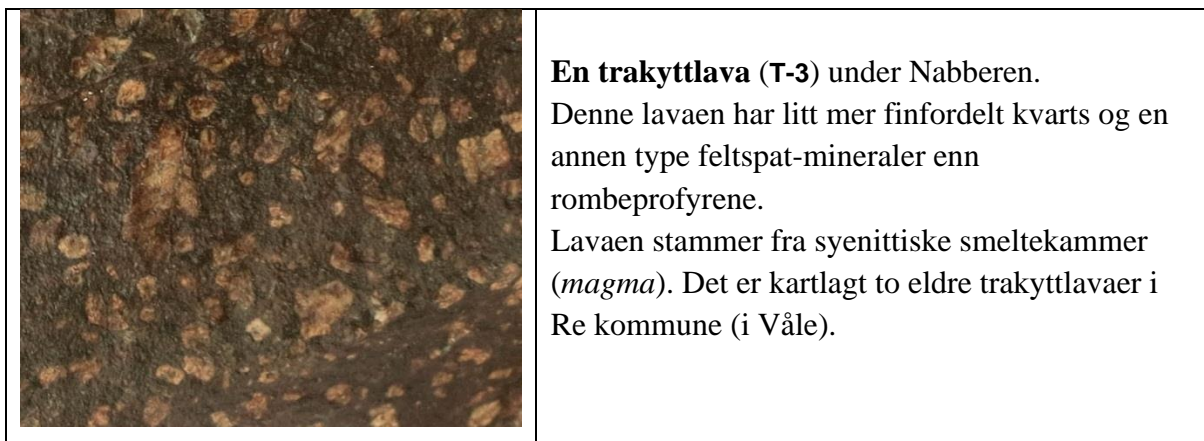 En trakyttlava (T-3) under Nabberen.
Denne lavaen har litt mer finfordelt kvarts og en
annen type feltspat-mineraler enn
rombeprofyrene.
Lavaen stammer fra syenittiske smeltekammer
(magma). Det er kartlagt to eldre trakyttlavaer i
Re kommune (i Våle).